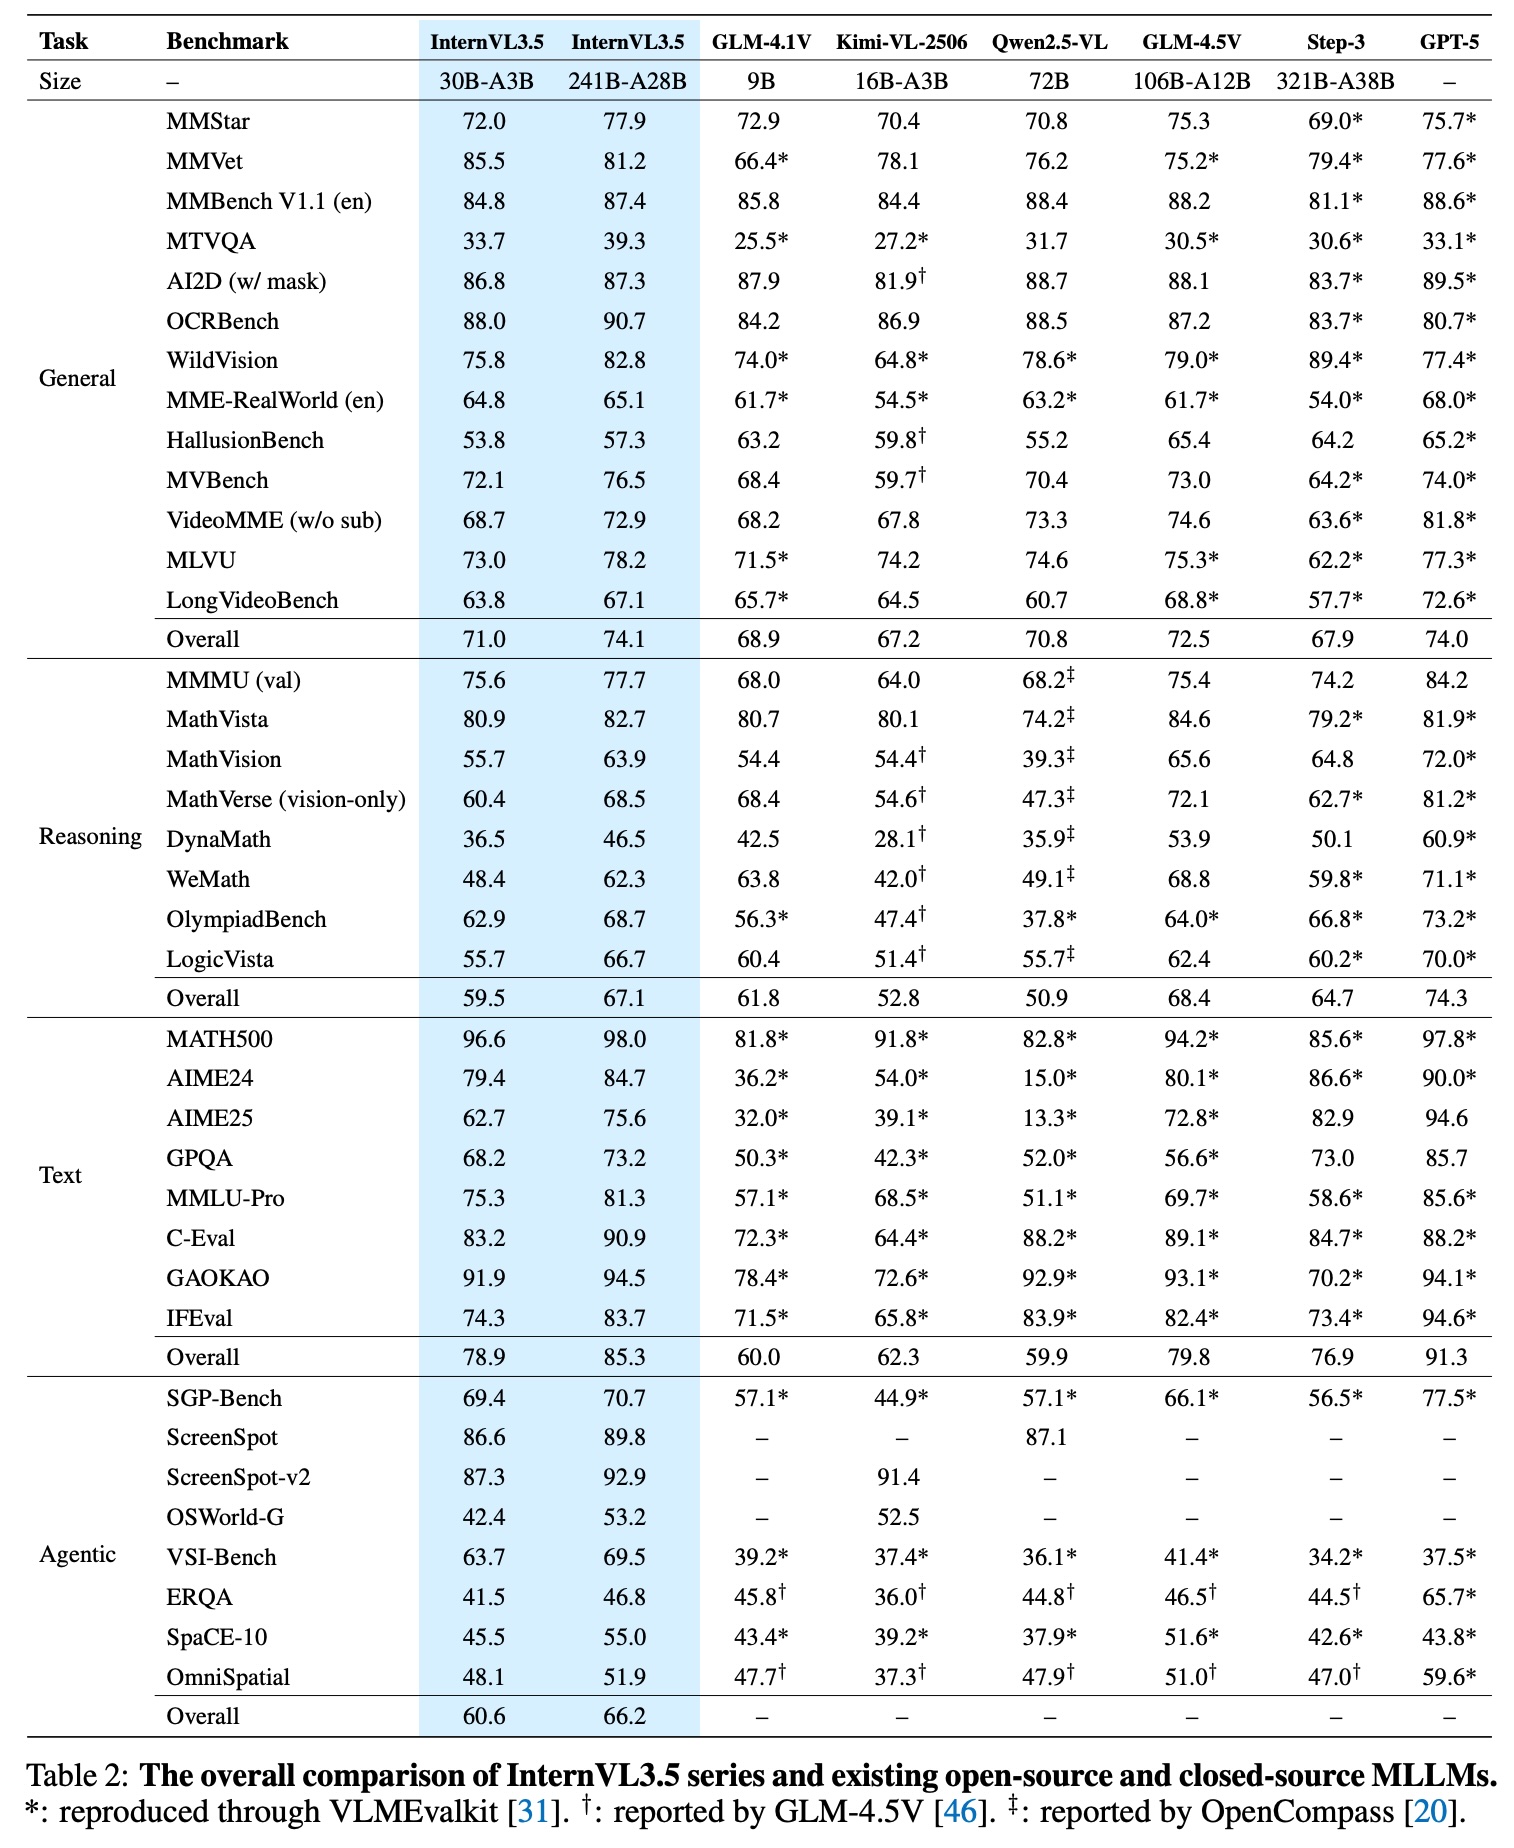 Task Benchmark InternVL3.5 InternVL3.5 GLM-4.1V Kimi-VL-2506 Qwen2.5-VL GLM-4.5V Step-3 GPT-5
Size – 30B-A3B 241B-A28B 9B 16B-A3B 72B 106B-A12B 321B-A38B –
General
MMStar 72.0 77.9 72.9 70.4 70.8 75.3 69.0* 75.7*
MMVet 85.5 81.2 66.4* 78.1 76.2 75.2* 79.4* 77.6*
MMBench V1.1 (en) 84.8 87.4 85.8 84.4 88.4 88.2 81.1* 88.6*
MTVQA 33.7 39.3 25.5* 27.2* 31.7 30.5* 30.6* 33.1*
AI2D (w/ mask) 86.8 87.3 87.9 81.9† 88.7 88.1 83.7* 89.5*
OCRBench 88.0 90.7 84.2 86.9 88.5 87.2 83.7* 80.7*
WildVision 75.8 82.8 74.0* 64.8* 78.6* 79.0* 89.4* 77.4*
MME-RealWorld (en) 64.8 65.1 61.7* 54.5* 63.2* 61.7* 54.0* 68.0*
HallusionBench 53.8 57.3 63.2 59.8† 55.2 65.4 64.2 65.2*
MVBench 72.1 76.5 68.4 59.7† 70.4 73.0 64.2* 74.0*
VideoMME (w/o sub) 68.7 72.9 68.2 67.8 73.3 74.6 63.6* 81.8*
MLVU 73.0 78.2 71.5* 74.2 74.6 75.3* 62.2* 77.3*
LongVideoBench 63.8 67.1 65.7* 64.5 60.7 68.8* 57.7* 72.6*
Overall 71.0 74.1 68.9 67.2 70.8 72.5 67.9 74.0
Reasoning
MMMU (val) 75.6 77.7 68.0 64.0 68.2‡ 75.4 74.2 84.2
MathVista 80.9 82.7 80.7 80.1 74.2‡ 84.6 79.2* 81.9*
MathVision 55.7 63.9 54.4 54.4† 39.3‡ 65.6 64.8 72.0*
MathVerse (vision-only) 60.4 68.5 68.4 54.6† 47.3‡ 72.1 62.7* 81.2*
DynaMath 36.5 46.5 42.5 28.1† 35.9‡ 53.9 50.1 60.9*
WeMath 48.4 62.3 63.8 42.0† 49.1‡ 68.8 59.8* 71.1*
OlympiadBench 62.9 68.7 56.3* 47.4† 37.8* 64.0* 66.8* 73.2*
LogicVista 55.7 66.7 60.4 51.4† 55.7‡ 62.4 60.2* 70.0*
Overall 59.5 67.1 61.8 52.8 50.9 68.4 64.7 74.3
Text
MATH500 96.6 98.0 81.8* 91.8* 82.8* 94.2* 85.6* 97.8*
AIME24 79.4 84.7 36.2* 54.0* 15.0* 80.1* 86.6* 90.0*
AIME25 62.7 75.6 32.0* 39.1* 13.3* 72.8* 82.9 94.6
GPQA 68.2 73.2 50.3* 42.3* 52.0* 56.6* 73.0 85.7
MMLU-Pro 75.3 81.3 57.1* 68.5* 51.1* 69.7* 58.6* 85.6*
C-Eval 83.2 90.9 72.3* 64.4* 88.2* 89.1* 84.7* 88.2*
GAOKAO 91.9 94.5 78.4* 72.6* 92.9* 93.1* 70.2* 94.1*
IFEval 74.3 83.7 71.5* 65.8* 83.9* 82.4* 73.4* 94.6*
Overall 78.9 85.3 60.0 62.3 59.9 79.8 76.9 91.3
Agentic
SGP-Bench 69.4 70.7 57.1* 44.9* 57.1* 66.1* 56.5* 77.5*
ScreenSpot 86.6 89.8 – – 87.1 – – –
ScreenSpot-v2 87.3 92.9 – 91.4 – – – –
OSWorld-G 42.4 53.2 – 52.5 – – – –
VSI-Bench 63.7 69.5 39.2* 37.4* 36.1* 41.4* 34.2* 37.5*
ERQA 41.5 46.8 45.8† 36.0† 44.8† 46.5† 44.5† 65.7*
SpaCE-10 45.5 55.0 43.4* 39.2* 37.9* 51.6* 42.6* 43.8*
OmniSpatial 48.1 51.9 47.7† 37.3† 47.9† 51.0† 47.0† 59.6*
Overall 60.6 66.2 – – – – – –
Table 2: The overall comparison of InternVL3.5 series and existing open-source and closed-source MLLMs.
*: reproduced through VLMEvalkit [31]. †: reported by GLM-4.5V [46]. ‡: reported by OpenCompass [20].